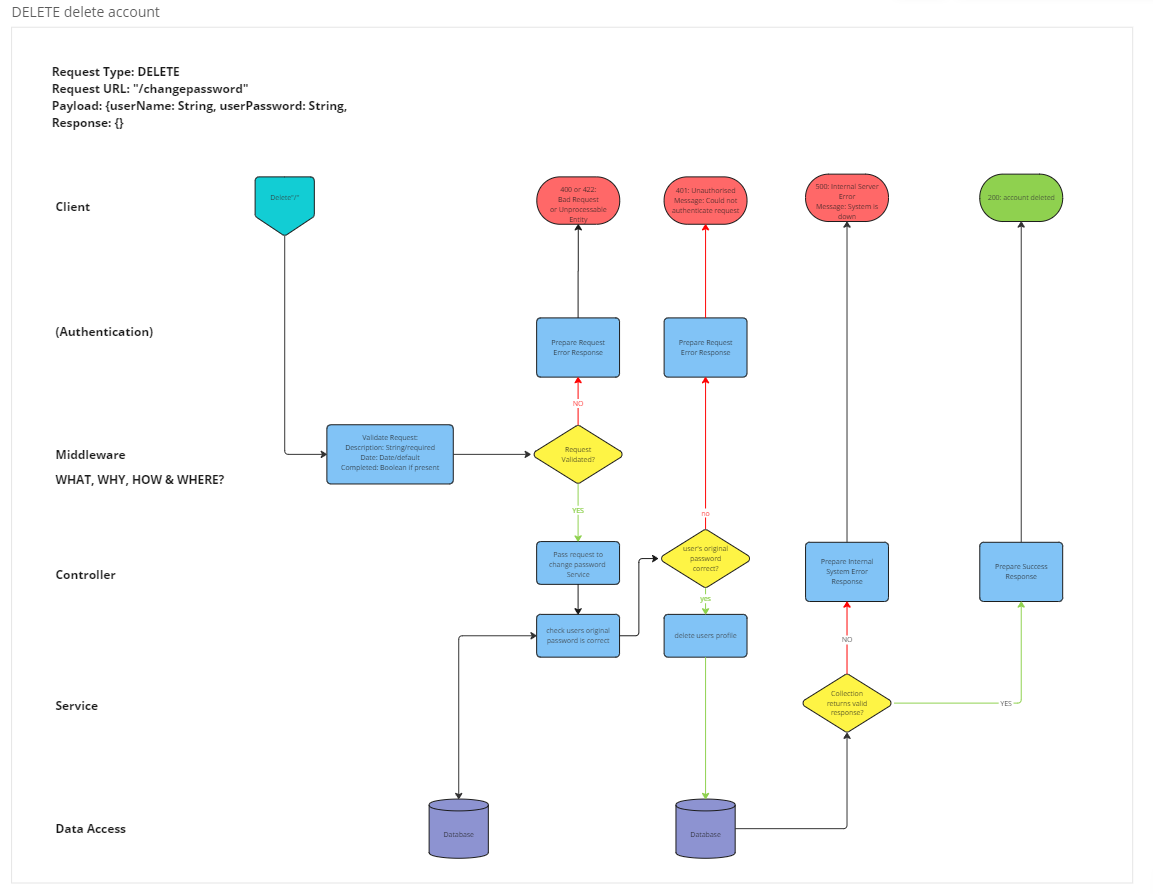 DELETE delete account
Request Type: DELETE
Request URL: "/changepassword"
Payload: {userName: String, userPassword: String,
Response: {}
Client
Delete"/"
400 or 422:
Bad Request
or Unprocessable
Entity
401: Unauthorised
Message: Could not
authenticate request
500: Internal Server
Error
Message: System is
down
200: account deleted
(Authentication)
Prepare Request
Error Response
Prepare Request
Error Response
NO
Middleware
WHAT, WHY, HOW & WHERE?
Validate Request:
Description: String/required
Date: Date/default
Completed: Boolean if present
Request
Validated?
YES
no
Controller
Pass request to
change password
Service
user's original
password
correct?
Prepare Internal
System Error
Response
Prepare Success
Response
yes
check users original
password is correct
delete users profile
NO
Service
Collection
returns valid
response?
YES
Data Access
Database
Database